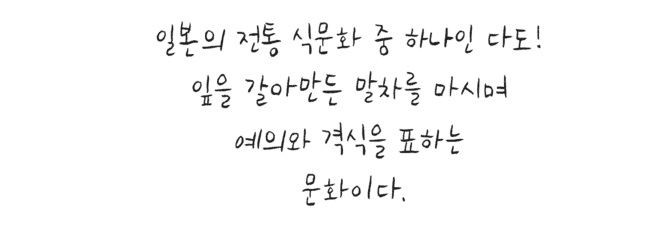 일본의 전통 식문화 중 하나인 다도!
잎을 갈아만든 말차를 마시며
예의와 격식을 표하는
문화이다.